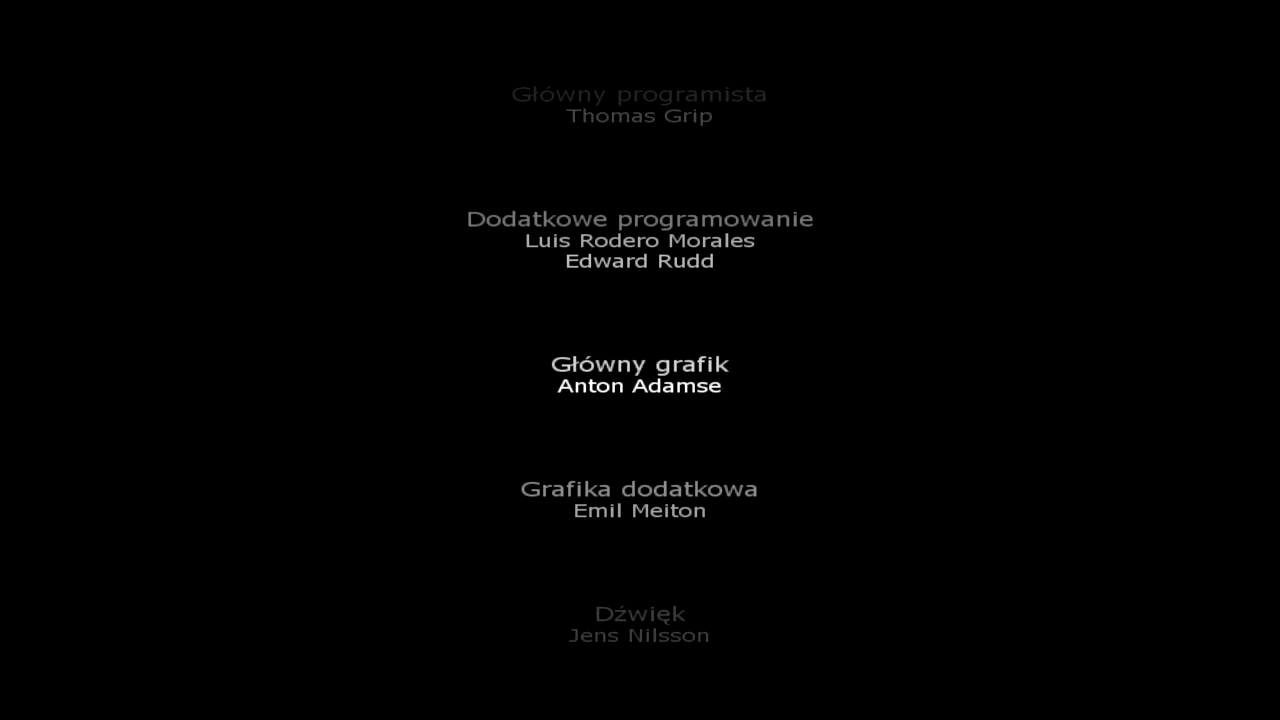 Główny programista
Thomas Grip
Dodatkowe programowanie
Luis Rodero Morales
Edward Rudd
Główny grafik
Anton Adamse
Grafika dodatkowa
Emil Meiton
Dźwięk
Jens Nilsson